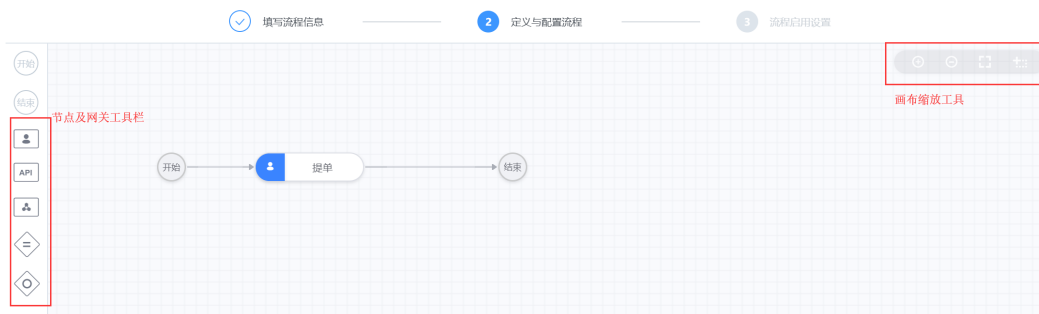 填写流程信息
2 定义与配置流程
3 流程启用设置
开始
结束
画布缩放工具
节点及网关工具栏
API
开始
提单
结束